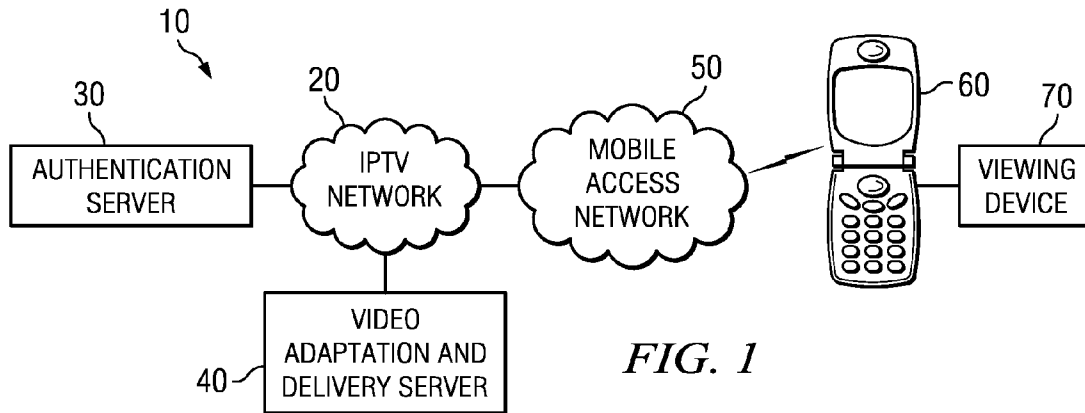 10
30
20
50
60
70
AUTHENTICATION
SERVER
IPTV
NETWORK
MOBILE
ACCESS
NETWORK
VIEWING
DEVICE
VIDEO
ADAPTATION AND
DELIVERY SERVER
40
FIG. 1